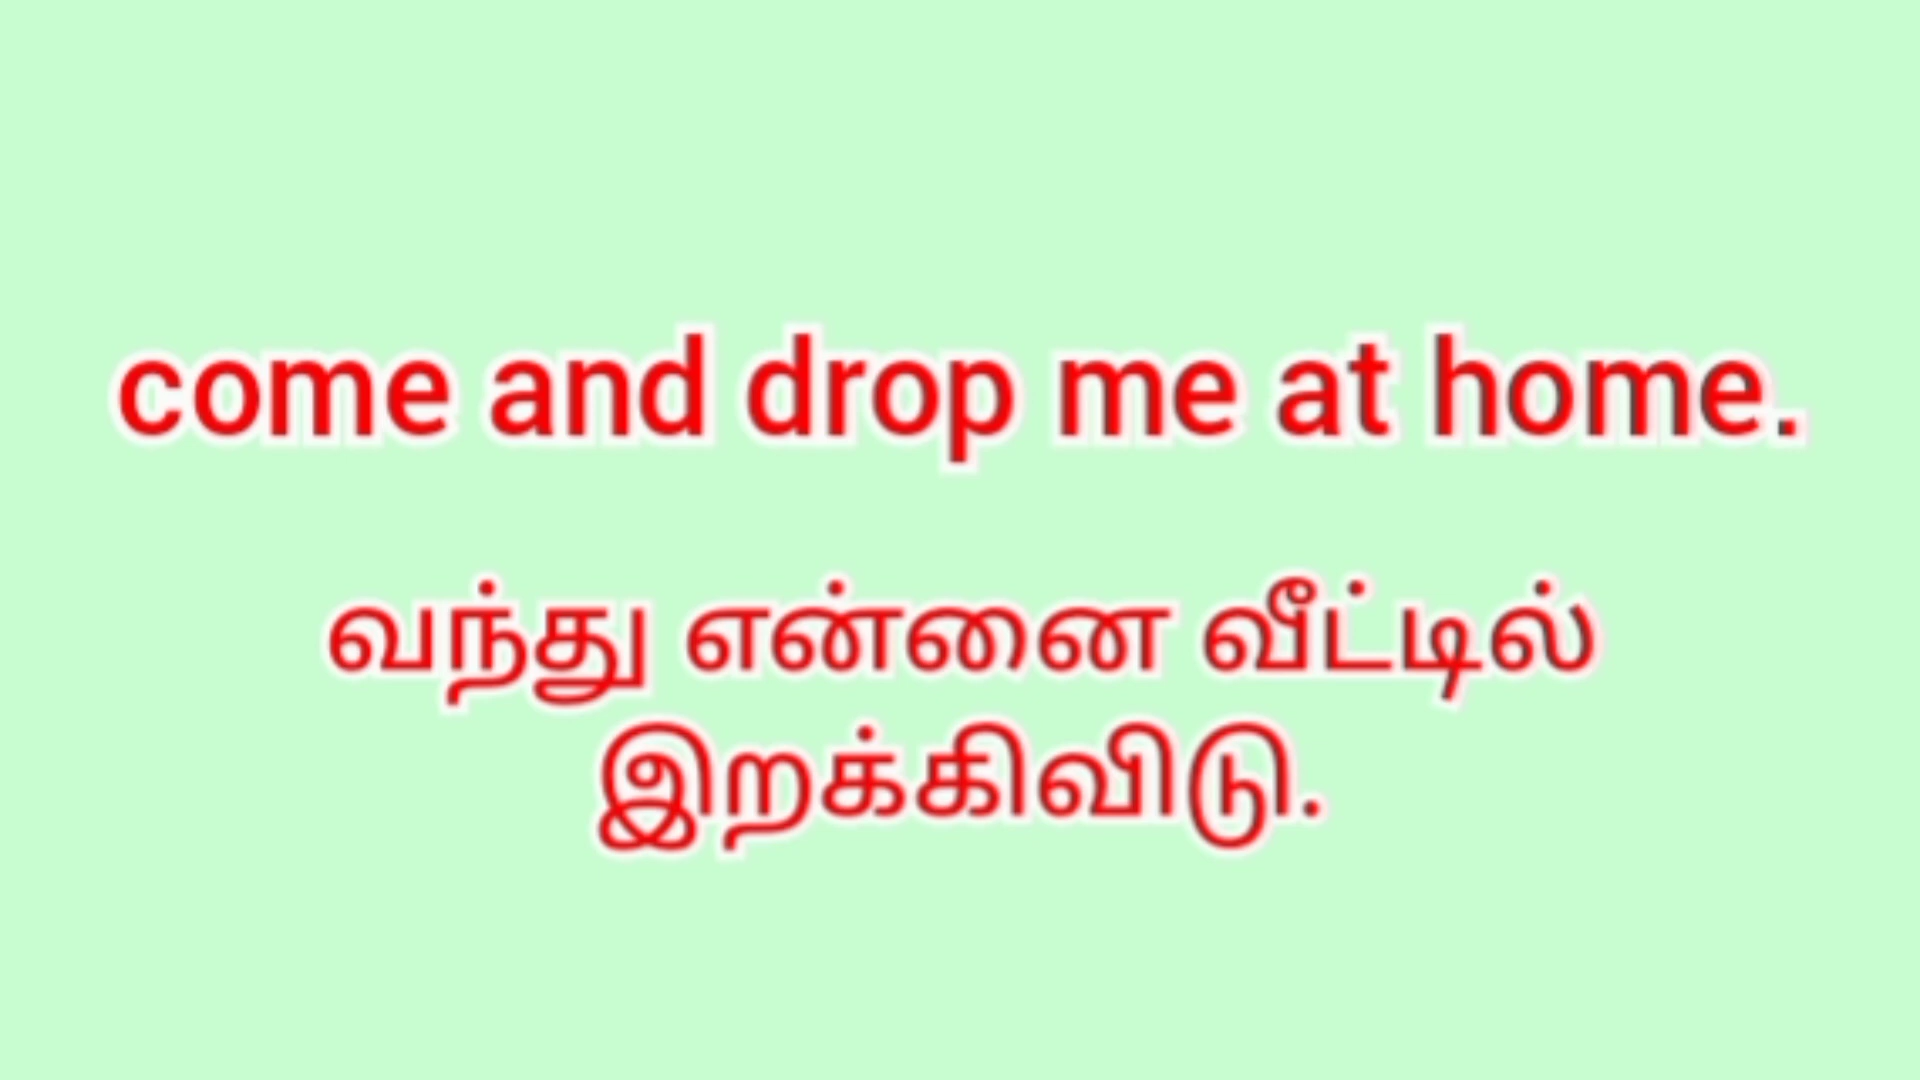 come and drop me at home.
வந்து என்னை வீட்டில்
இறக்கிவிடு.